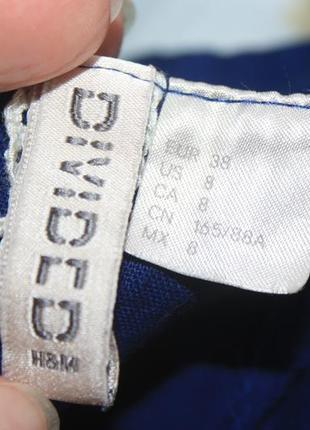 DIVIDED
H&M
EUR 38
US 8
CA 8
CN 165/88A
MX 8